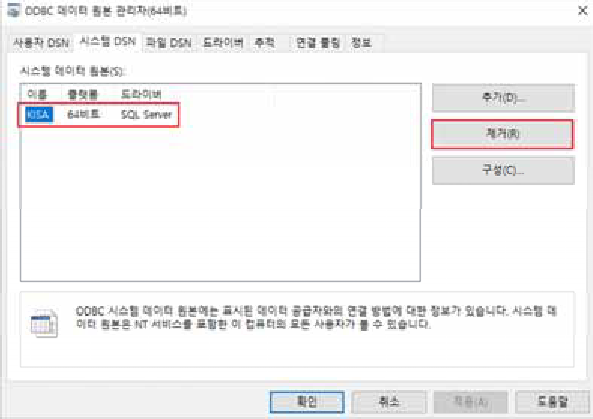 ODBC 데이터 원본 관리자(64비트)
사용자 DSN 시스템 DSN 파일 DSN 드라이버 추적 연결 풀링 정보
시스템 데이터 원본(S):
이름 플랫폼 드라이버
KISA 64비트 SQL Server
추가(D)...
제거(R)
구성(C)...
ODBC 시스템 데이터 원본에는 표시된 데이터 공급자와의 연결 방법에 대한 정보가 있습니다. 시스템 데
이터 원본은 NT 서비스를 포함한 이 컴퓨터의 모든 사용자가 볼 수 있습니다.
확인 취소 적용(A) 도움말